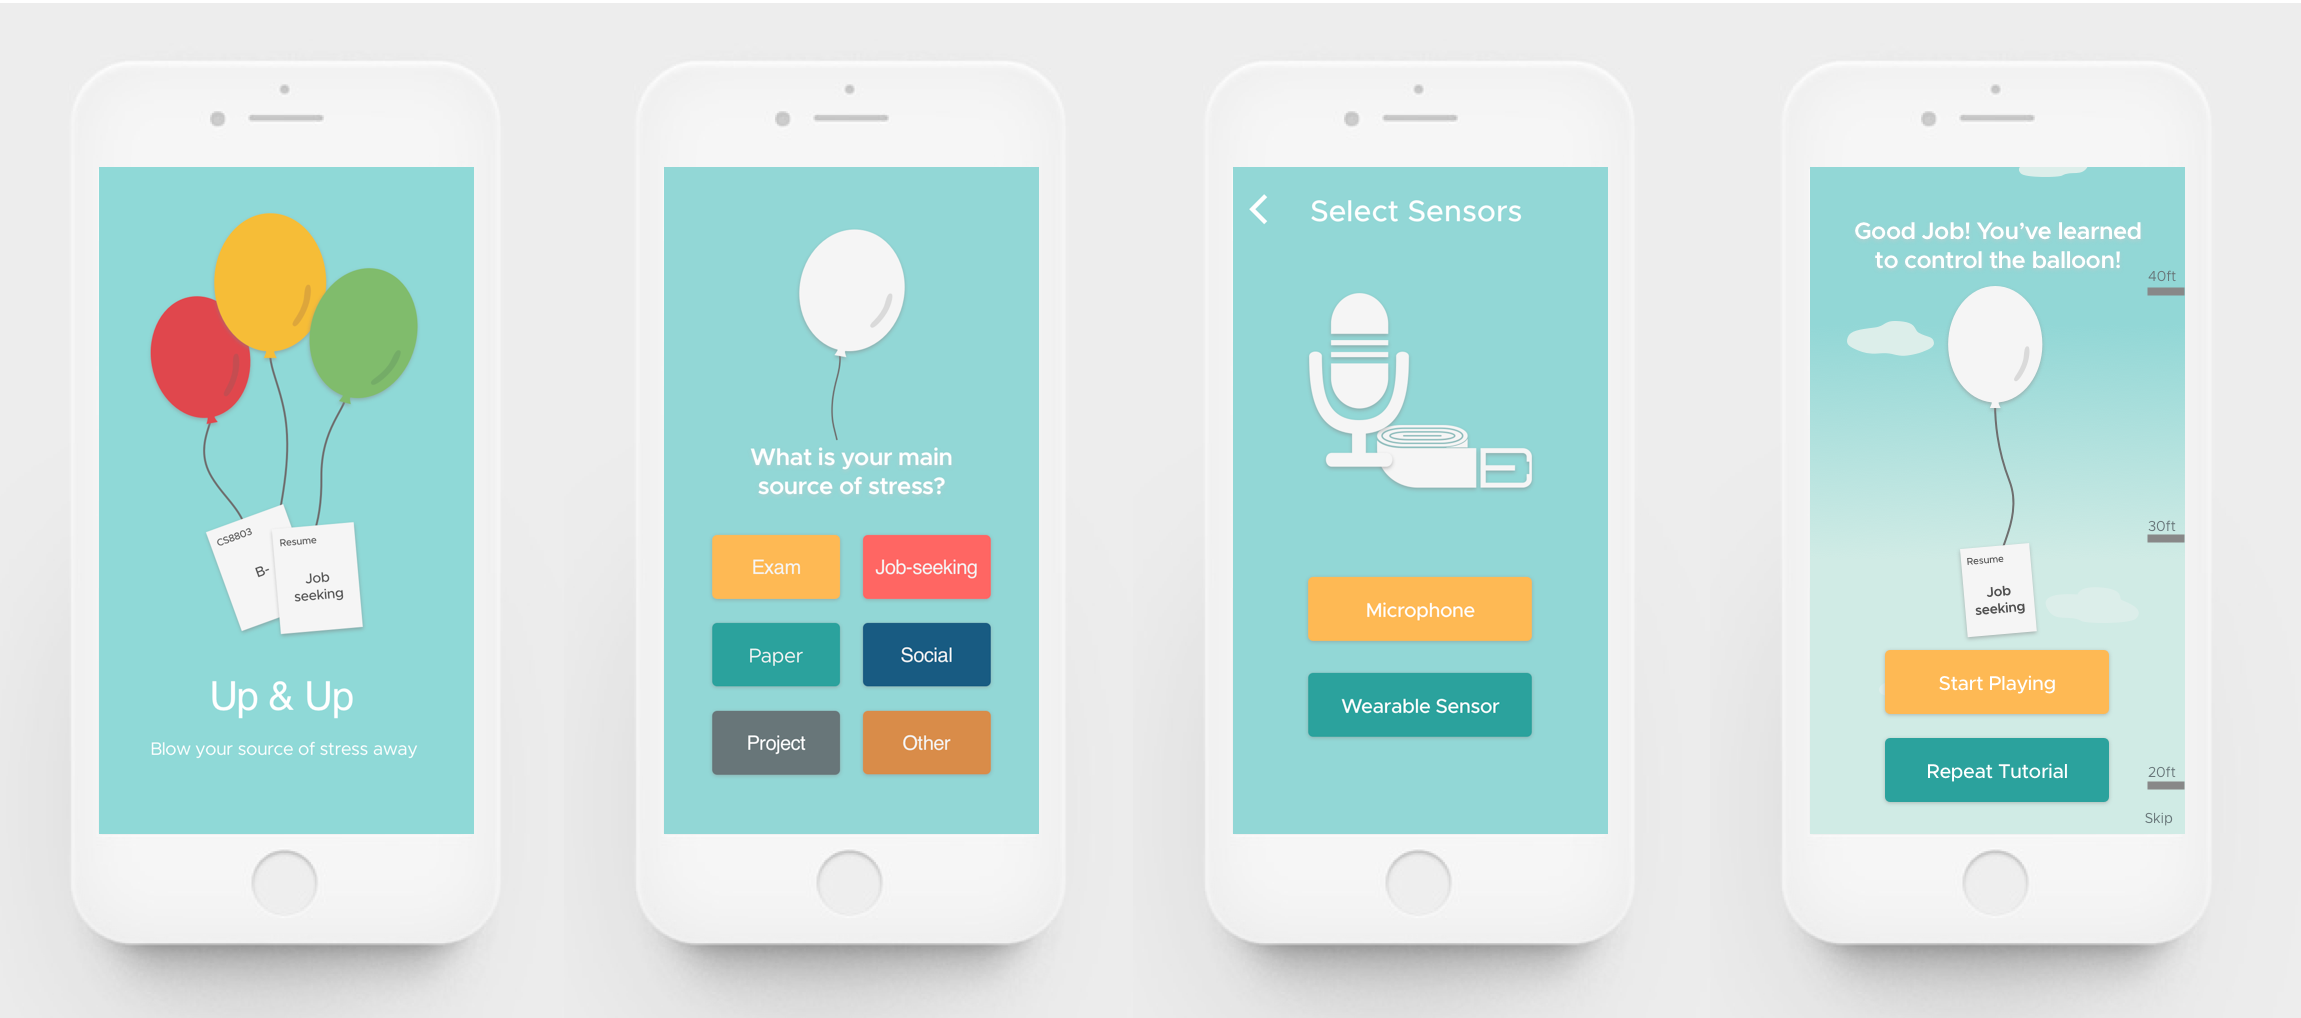 CS8803
B-
Resume
Job
seeking
Up & Up
Blow your source of stress away
What is your main
source of stress?
Exam
Job-seeking
Paper
Social
Project
Other
Select Sensors
Microphone
Wearable Sensor
Good Job! You’ve learned
to control the balloon!
40ft
30ft
Resume
Job
seeking
Start Playing
Repeat Tutorial
20ft
Skip